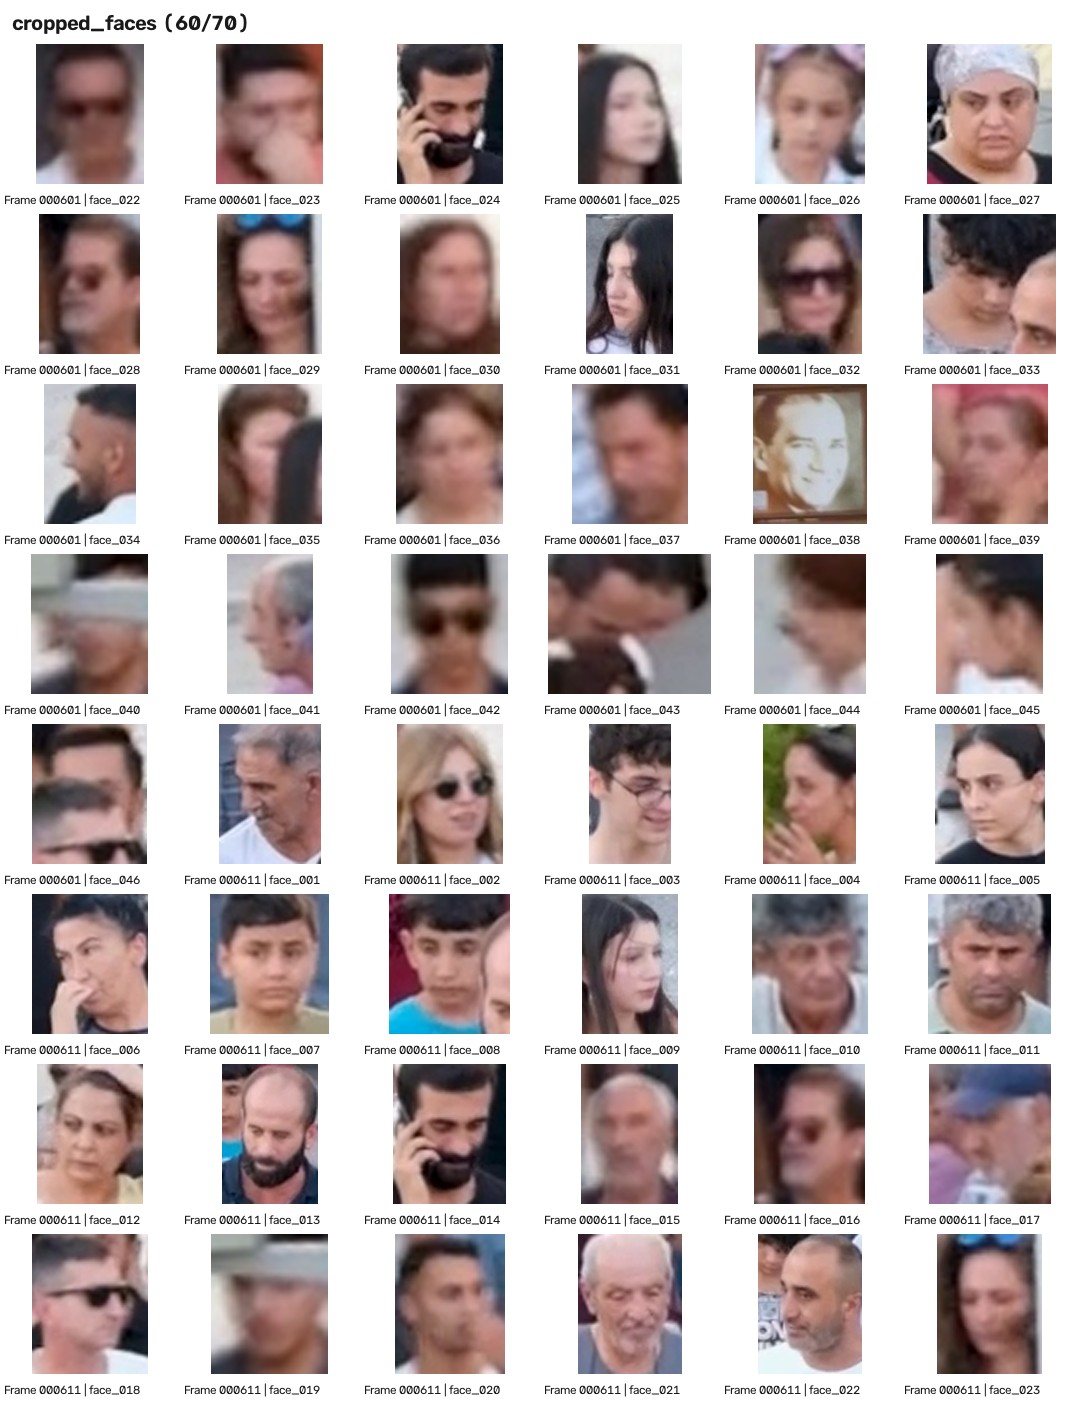 cropped_faces (60/70)
Frame 000601 | face_022
Frame 000601 | face_023
Frame 000601 | face_024
Frame 000601 | face_025
Frame 000601 | face_026
Frame 000601 | face_027
Frame 000601 | face_028
Frame 000601 | face_029
Frame 000601 | face_030
Frame 000601 | face_031
Frame 000601 | face_032
Frame 000601 | face_033
Frame 000601 | face_034
Frame 000601 | face_035
Frame 000601 | face_036
Frame 000601 | face_037
Frame 000601 | face_038
Frame 000601 | face_039
Frame 000601 | face_040
Frame 000601 | face_041
Frame 000601 | face_042
Frame 000601 | face_043
Frame 000601 | face_044
Frame 000601 | face_045
Frame 000601 | face_046
Frame 000611 | face_001
Frame 000611 | face_002
Frame 000611 | face_003
Frame 000611 | face_004
Frame 000611 | face_005
Frame 000611 | face_006
Frame 000611 | face_007
Frame 000611 | face_008
Frame 000611 | face_009
Frame 000611 | face_010
Frame 000611 | face_011
Frame 000611 | face_012
Frame 000611 | face_013
Frame 000611 | face_014
Frame 000611 | face_015
Frame 000611 | face_016
Frame 000611 | face_017
Frame 000611 | face_018
Frame 000611 | face_019
Frame 000611 | face_020
Frame 000611 | face_021
Frame 000611 | face_022
Frame 000611 | face_023